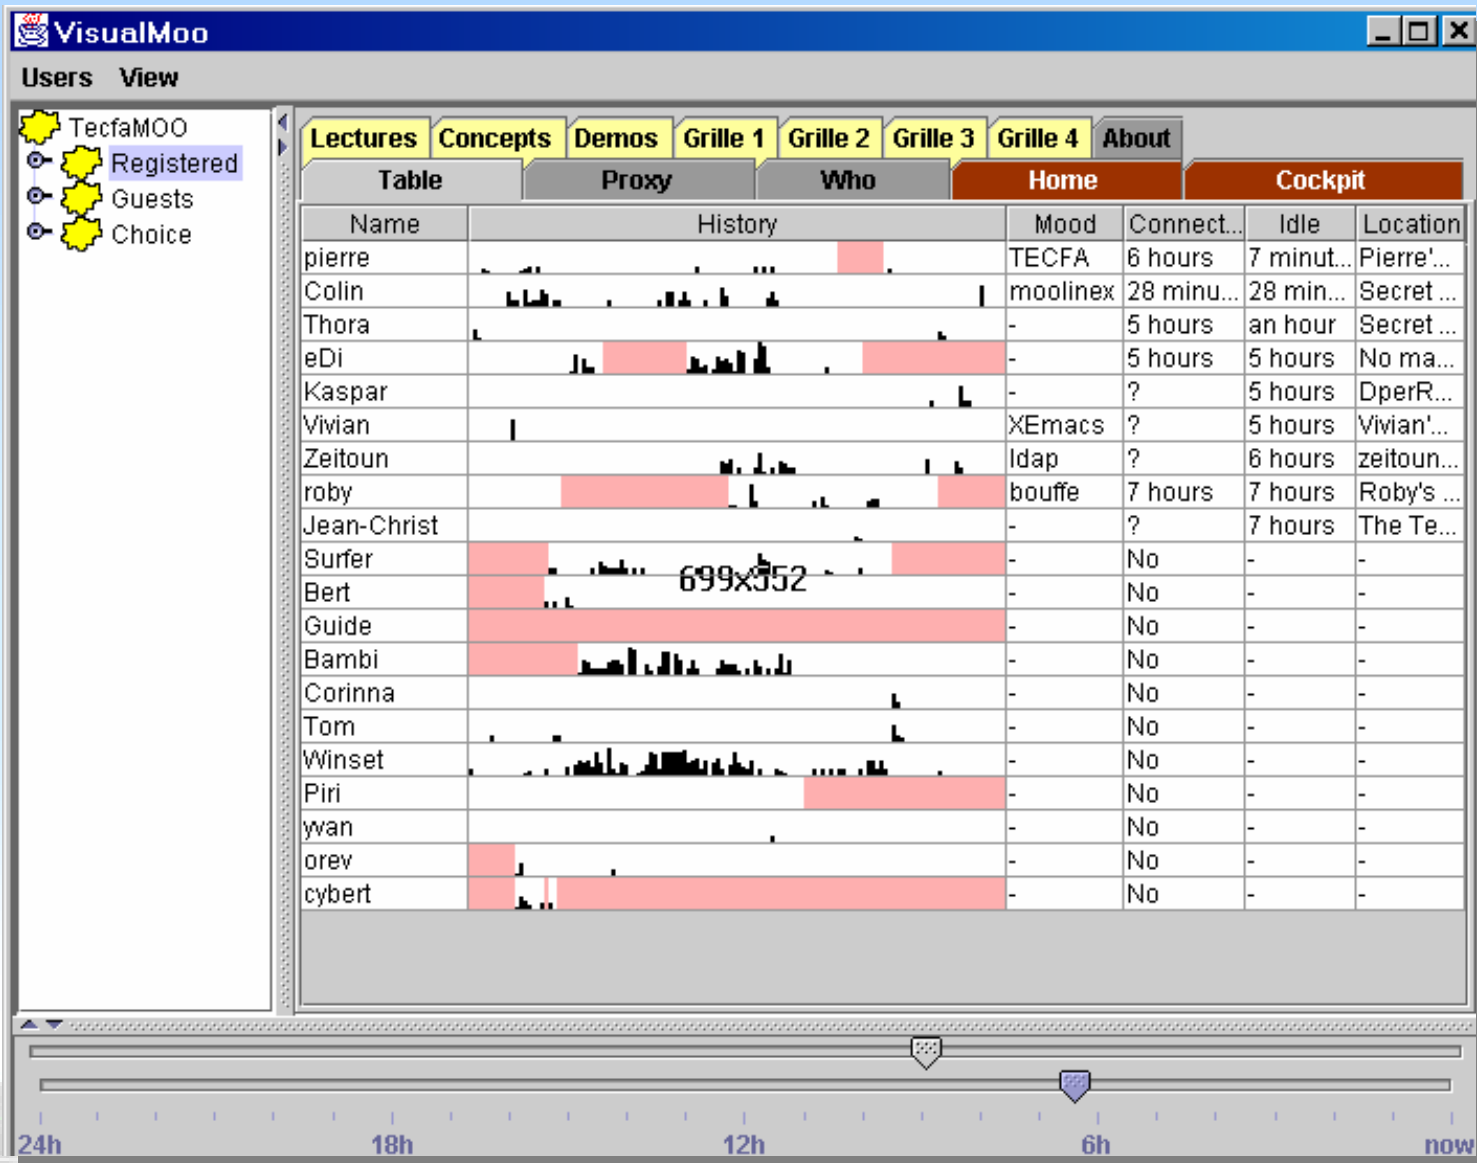 VisualMoo
Users View
TecfaMOO
Registered
Guests
Choice
Lectures Concepts Demos Grille 1 Grille 2 Grille 3 Grille 4 About
Table Proxy Who Home Cockpit
Name History Mood Connect... Idle Location
pierre TECFA 6 hours 7 minut... Pierre'...
Colin moolinex 28 minu... 28 min... Secret ...
Thora - 5 hours an hour Secret ...
eDi - 5 hours 5 hours No ma...
Kaspar - ? 5 hours DperR...
Vivian XEmacs ? 5 hours Vivian'...
Zeitoun ldap ? 6 hours zeitoun...
roby bouffe 7 hours 7 hours Roby's ...
Jean-Christ - ? 7 hours The Te...
Surfer - No - -
699x352
Bert - No - -
Guide - No - -
Bambi - No - -
Corinna - No - -
Tom - No - -
Winset - No - -
Piri - No - -
yvan - No - -
orev - No - -
cybert - No - -
24h 18h 12h 6h now